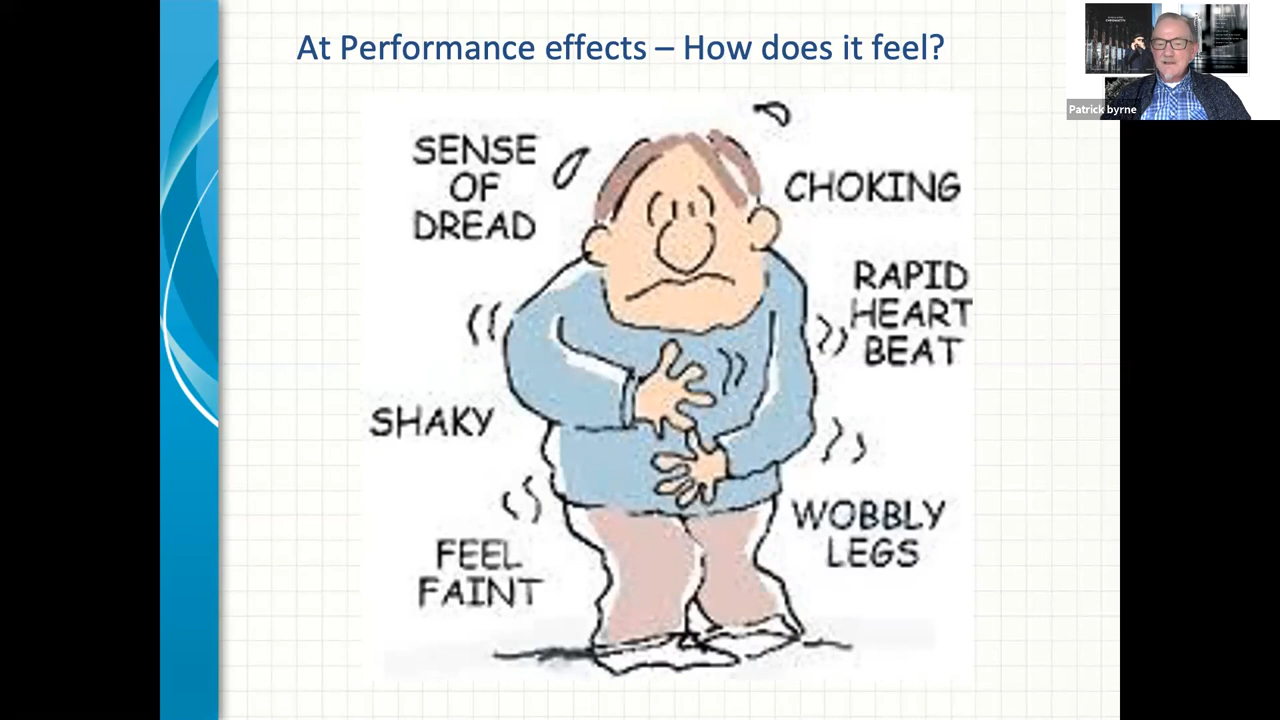 At Performance effects – How does it feel?
Patrick byrne
SENSE
OF
DREAD
CHOKING
RAPID
HEART
BEAT
SHAKY
WOBBLY
LEGS
FEEL
FAINT